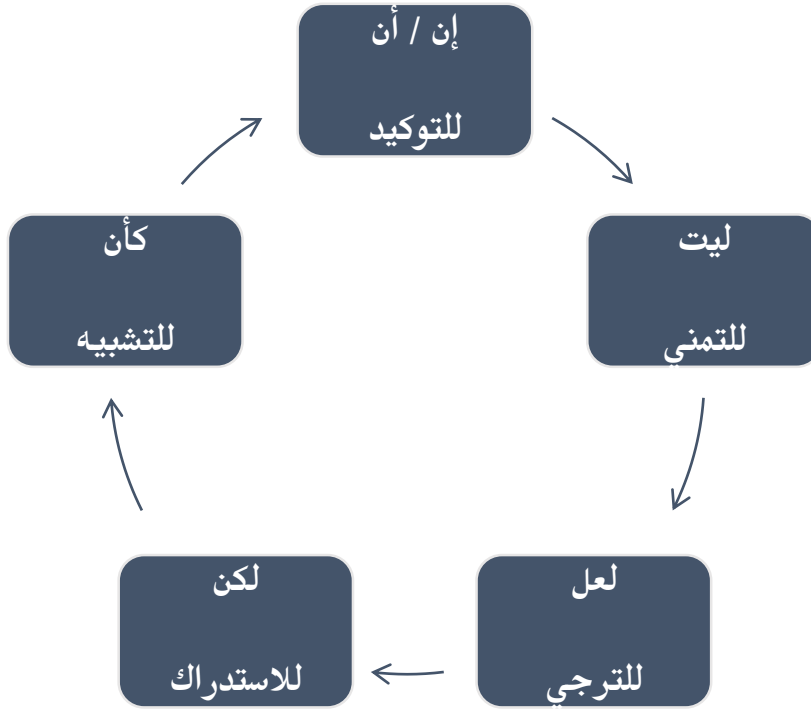 إن / أن
للتوكيد
ليت
للتمني
لعل
للترجي
لكن
للاستدراك
كأن
للتشبيه